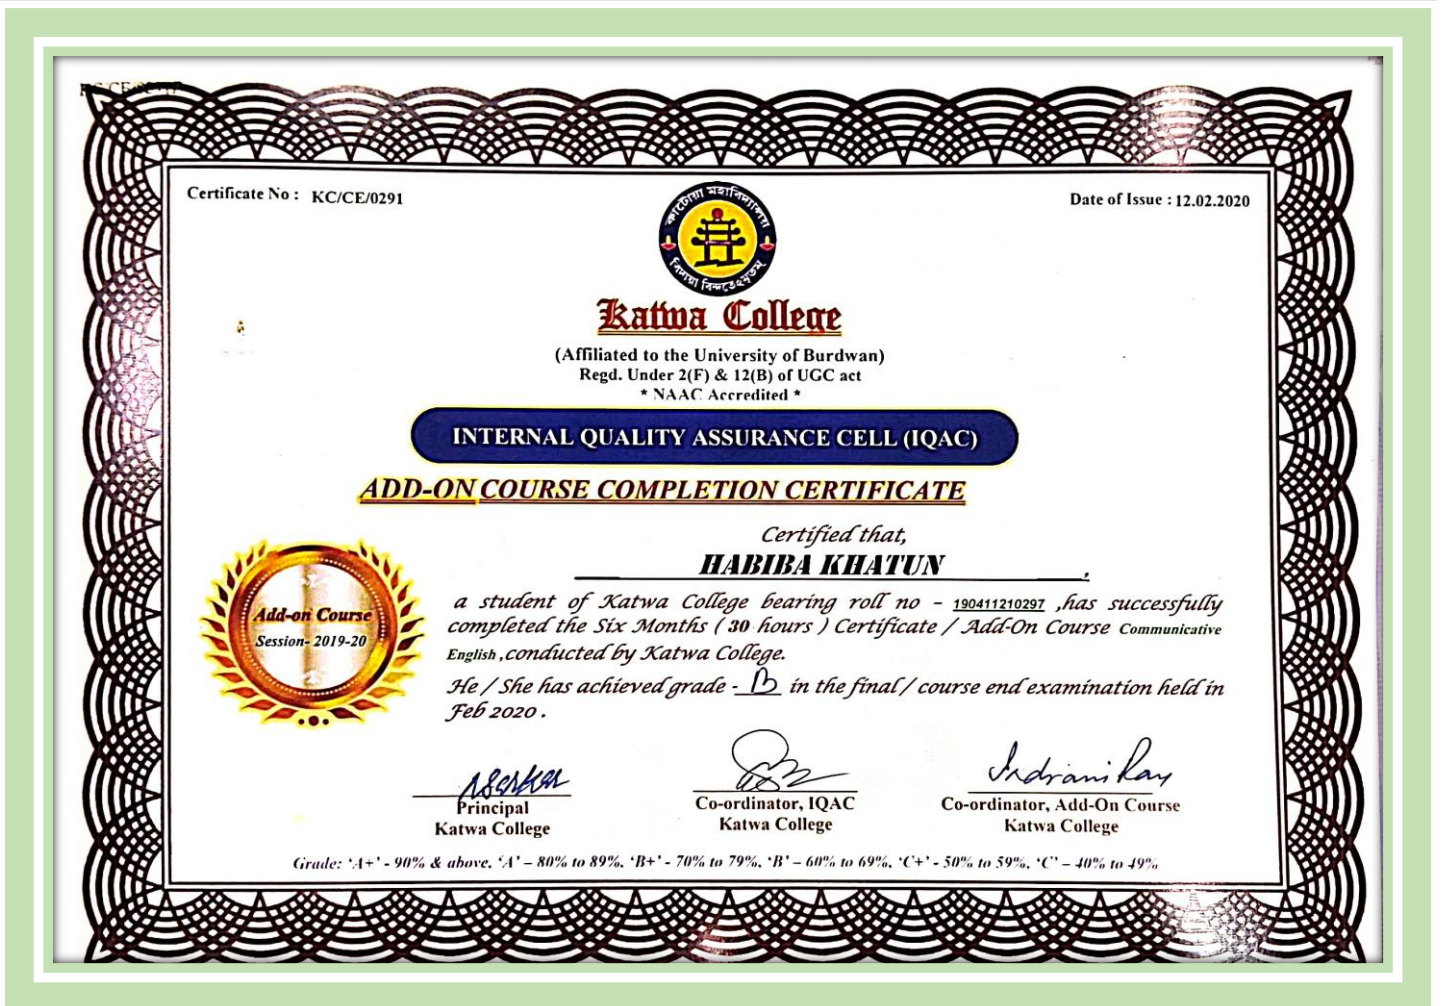 Certificate No : KC/CE/0291
Date of Issue : 12.02.2020
কাটোয়া মহাবিদ্যালয়
Katwa College
(Affiliated to the University of Burdwan)
Regd. Under 2(F) & 12(B) of UGC act
* NAAC Accredited *
INTERNAL QUALITY ASSURANCE CELL (IQAC)
ADD-ON COURSE COMPLETION CERTIFICATE
Certified that,
HABIBA KHATUN,
a student of Katwa College bearing roll no - 190411210297 ,has successfully
completed the Six Months ( 30 hours ) Certificate / Add-On Course Communicative
English ,conducted by Katwa College.
He / She has achieved grade - B in the final / course end examination held in
Feb 2020 .
Add-on Course
Session- 2019-20
Indrani Ray
Principal
Katwa College
Co-ordinator, IQAC
Katwa College
Co-ordinator, Add-On Course
Katwa College
Grade: 'A+' - 90% & above, 'A' – 80% to 89%, 'B+' - 70% to 79%, 'B' – 60% to 69%, 'C+' - 50% to 59%, 'C' – 40% to 49%